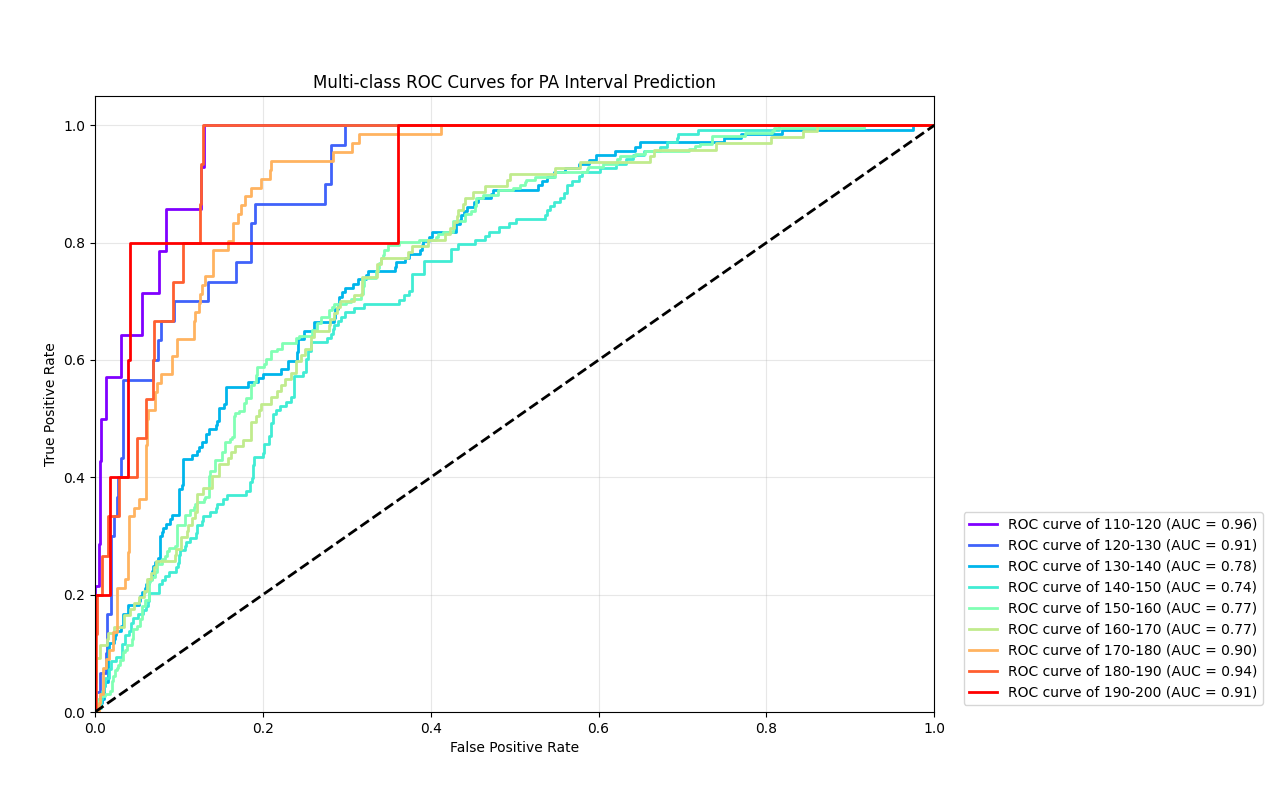 Multi-class ROC Curves for PA Interval Prediction
1.0
0.8
0.6
0.4
0.2
0.0
True Positive Rate
0.0 0.2 0.4 0.6 0.8 1.0
False Positive Rate
ROC curve of 110-120 (AUC = 0.96)
ROC curve of 120-130 (AUC = 0.91)
ROC curve of 130-140 (AUC = 0.78)
ROC curve of 140-150 (AUC = 0.74)
ROC curve of 150-160 (AUC = 0.77)
ROC curve of 160-170 (AUC = 0.77)
ROC curve of 170-180 (AUC = 0.90)
ROC curve of 180-190 (AUC = 0.94)
ROC curve of 190-200 (AUC = 0.91)